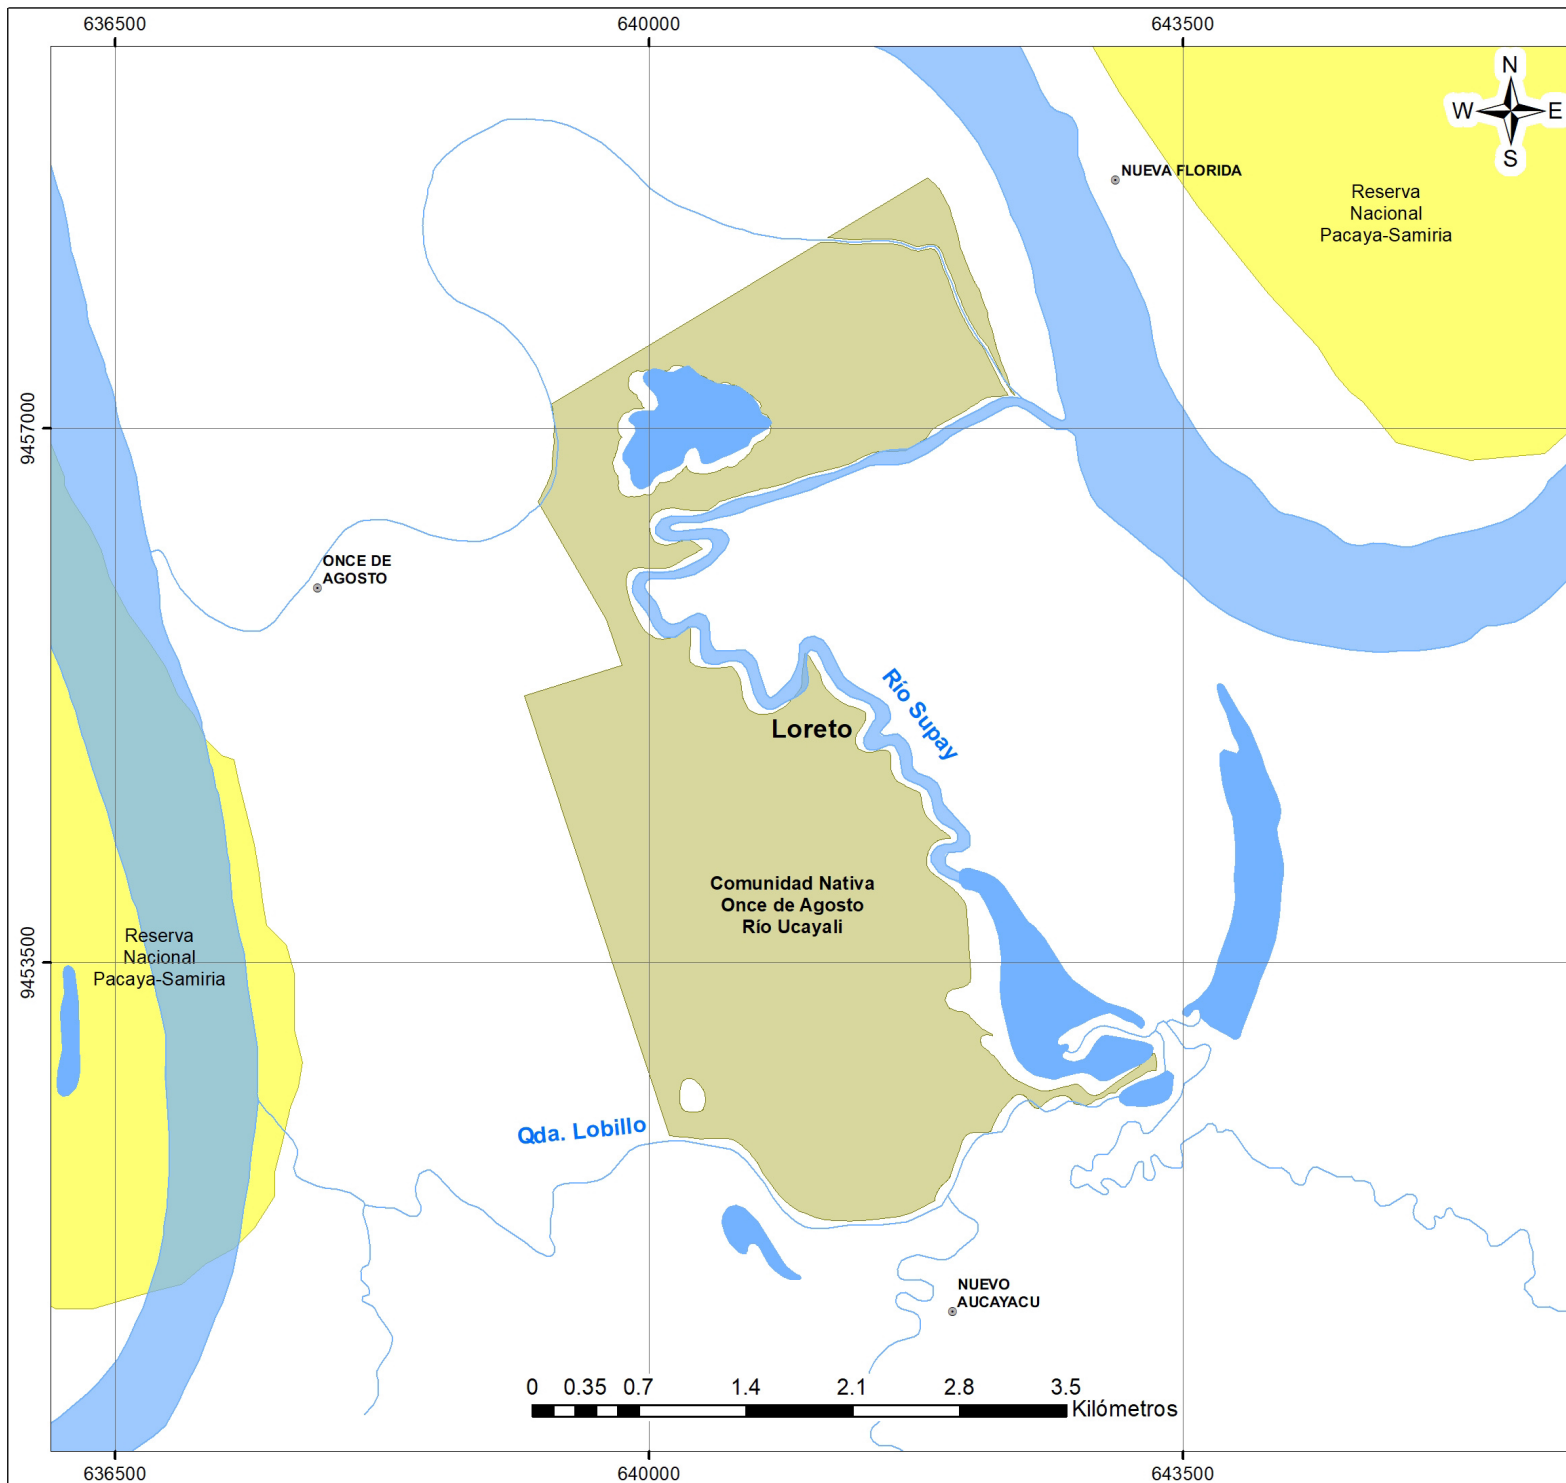 636500
640000
643500
N
W
E
S
NUEVA FLORIDA
Reserva
Nacional
Pacaya-Samiria
9457000
ONCE DE
AGOSTO
Río Supay
Loreto
Comunidad Nativa
Once de Agosto
Río Ucayali
Reserva
Nacional
Pacaya-Samiria
9453500
Qda. Lobillo
NUEVO
AUCAYACU
0 0.35 0.7 1.4 2.1 2.8 3.5
Kilómetros
636500
640000
643500